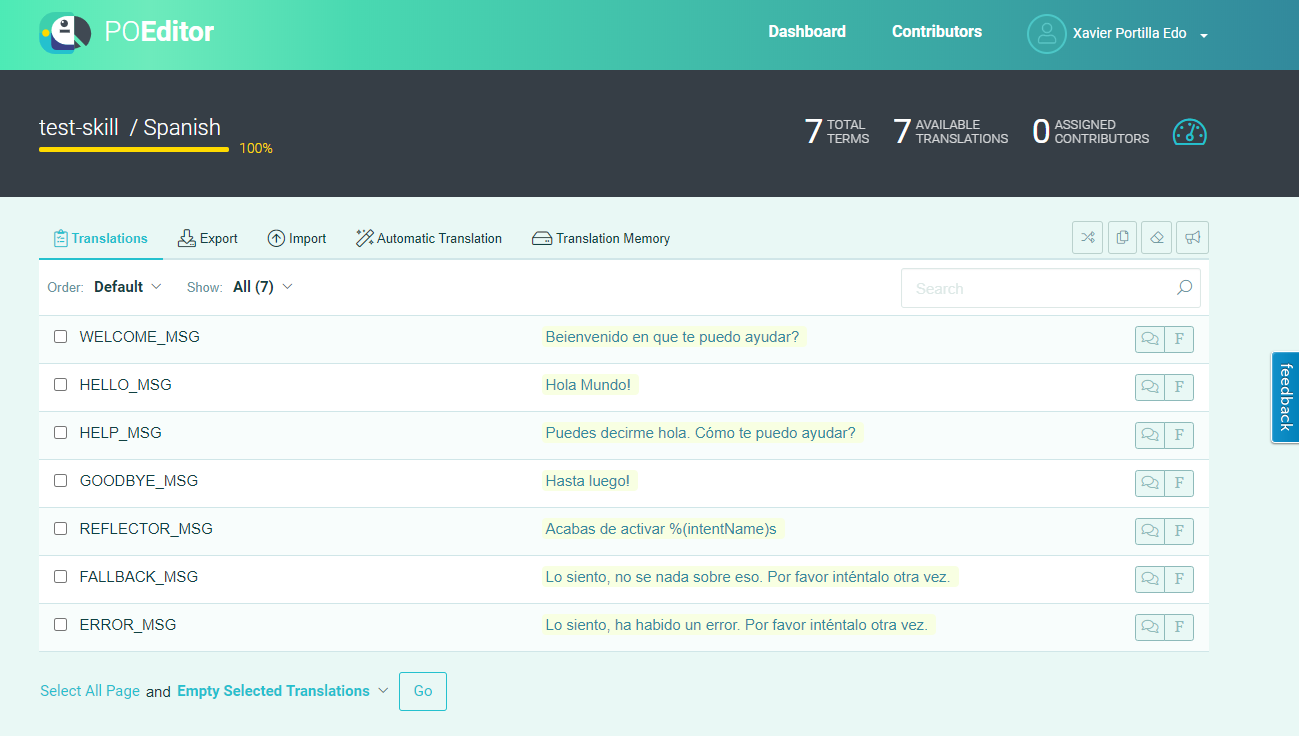 POEditor
Dashboard Contributors Xavier Portilla Edo
test-skill / Spanish
100%
7 TOTAL TERMS 7 AVAILABLE TRANSLATIONS 0 ASSIGNED CONTRIBUTORS
Translations Export Import Automatic Translation Translation Memory
Order: Default Show: All (7) Search
WELCOME_MSG Beienvenido en que te puedo ayudar? F
HELLO_MSG Hola Mundo! F
HELP_MSG Puedes decirme hola. Cómo te puedo ayudar? F
GOODBYE_MSG Hasta luego! F
REFLECTOR_MSG Acabas de activar %(intentName)s F
FALLBACK_MSG Lo siento, no se nada sobre eso. Por favor inténtalo otra vez. F
ERROR_MSG Lo siento, ha habido un error. Por favor inténtalo otra vez. F
Select All Page and Empty Selected Translations Go
feedback